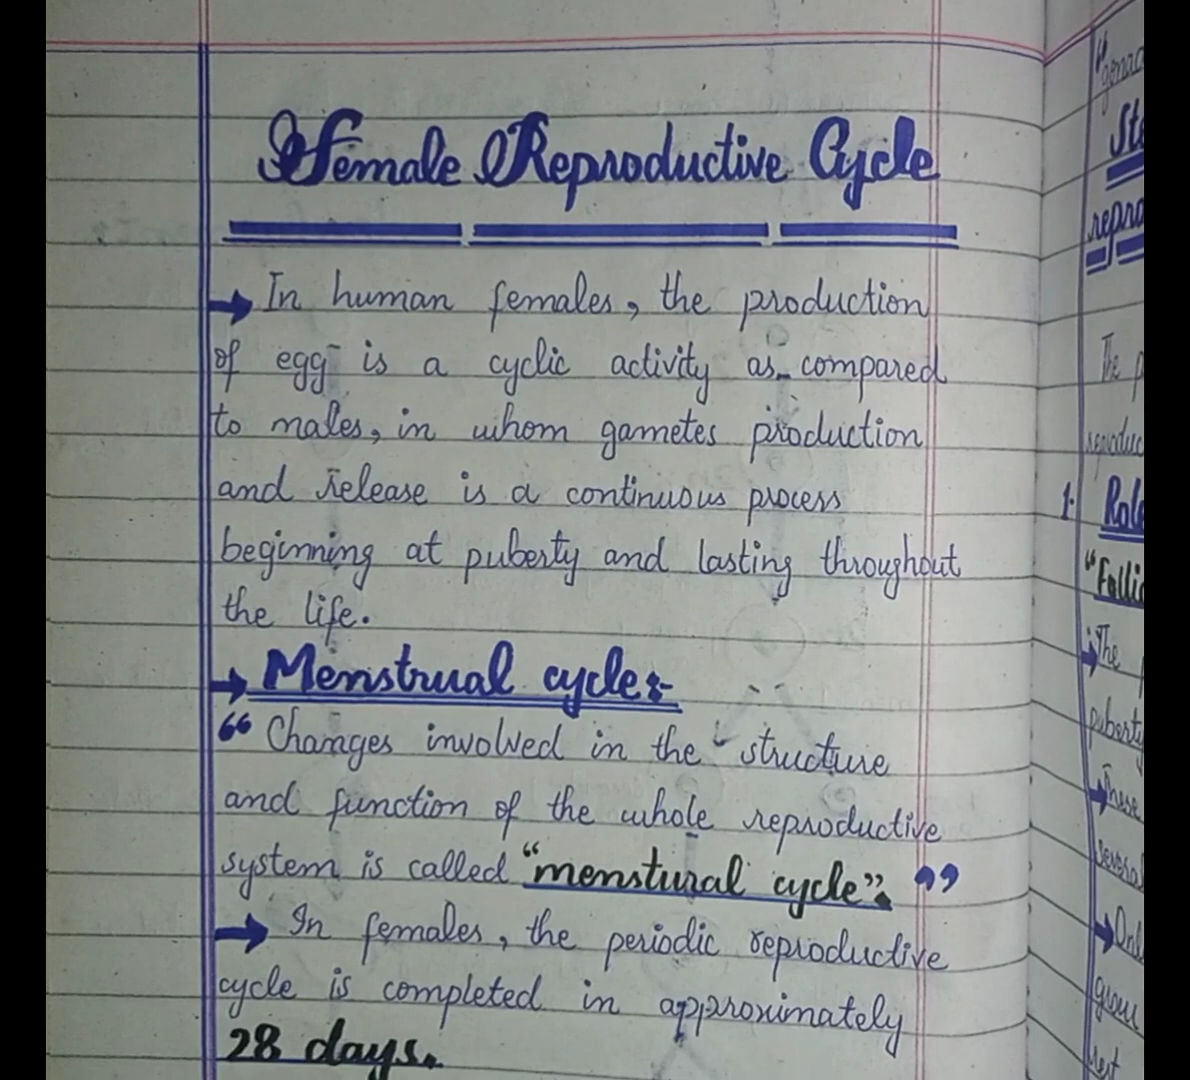 Female Reproductive Cycle
→ In human females, the production
of egg is a cyclic activity as compared
to males, in whom gametes production
and release is a continuous process
beginning at puberty and lasting throughout
the life.
→ Menstrual cycle:-
“ Changes involved in the structure
and function of the whole reproductive
system is called “menstural cycle”. ”
→ In females, the periodic reproductive
cycle is completed in approximately
28 days.
1.
The
puberty